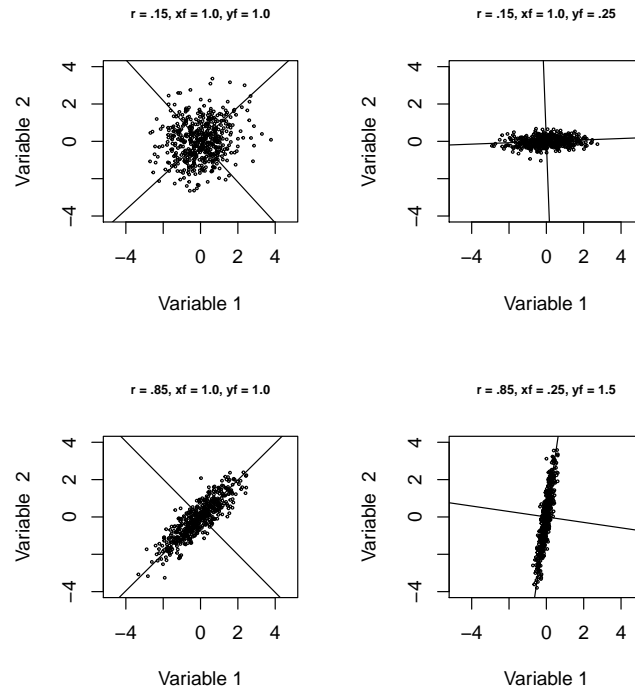 r = .15, xf = 1.0, yf = 1.0
r = .15, xf = 1.0, yf = .25
Variable 2
4
2
0
−4
−4
0
2
4
Variable 1
Variable 2
4
2
0
−4
−4
0
2
4
Variable 1
r = .85, xf = 1.0, yf = 1.0
r = .85, xf = .25, yf = 1.5
Variable 2
4
2
0
−4
−4
0
2
4
Variable 1
Variable 2
4
2
0
−4
−4
0
2
4
Variable 1